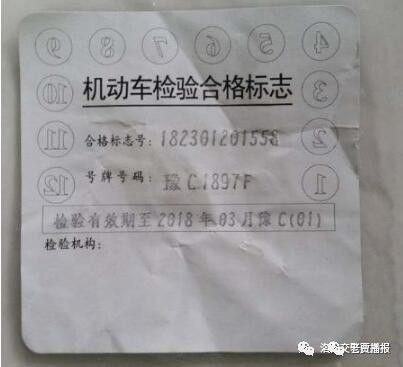 9 8 7 6 5 4
10 机动车检验合格标志 3
11 合格标志号：182301201558 2
12 号牌号码：豫C1897F 1
检验有效期至2018年03月豫C(01)
检验机构：